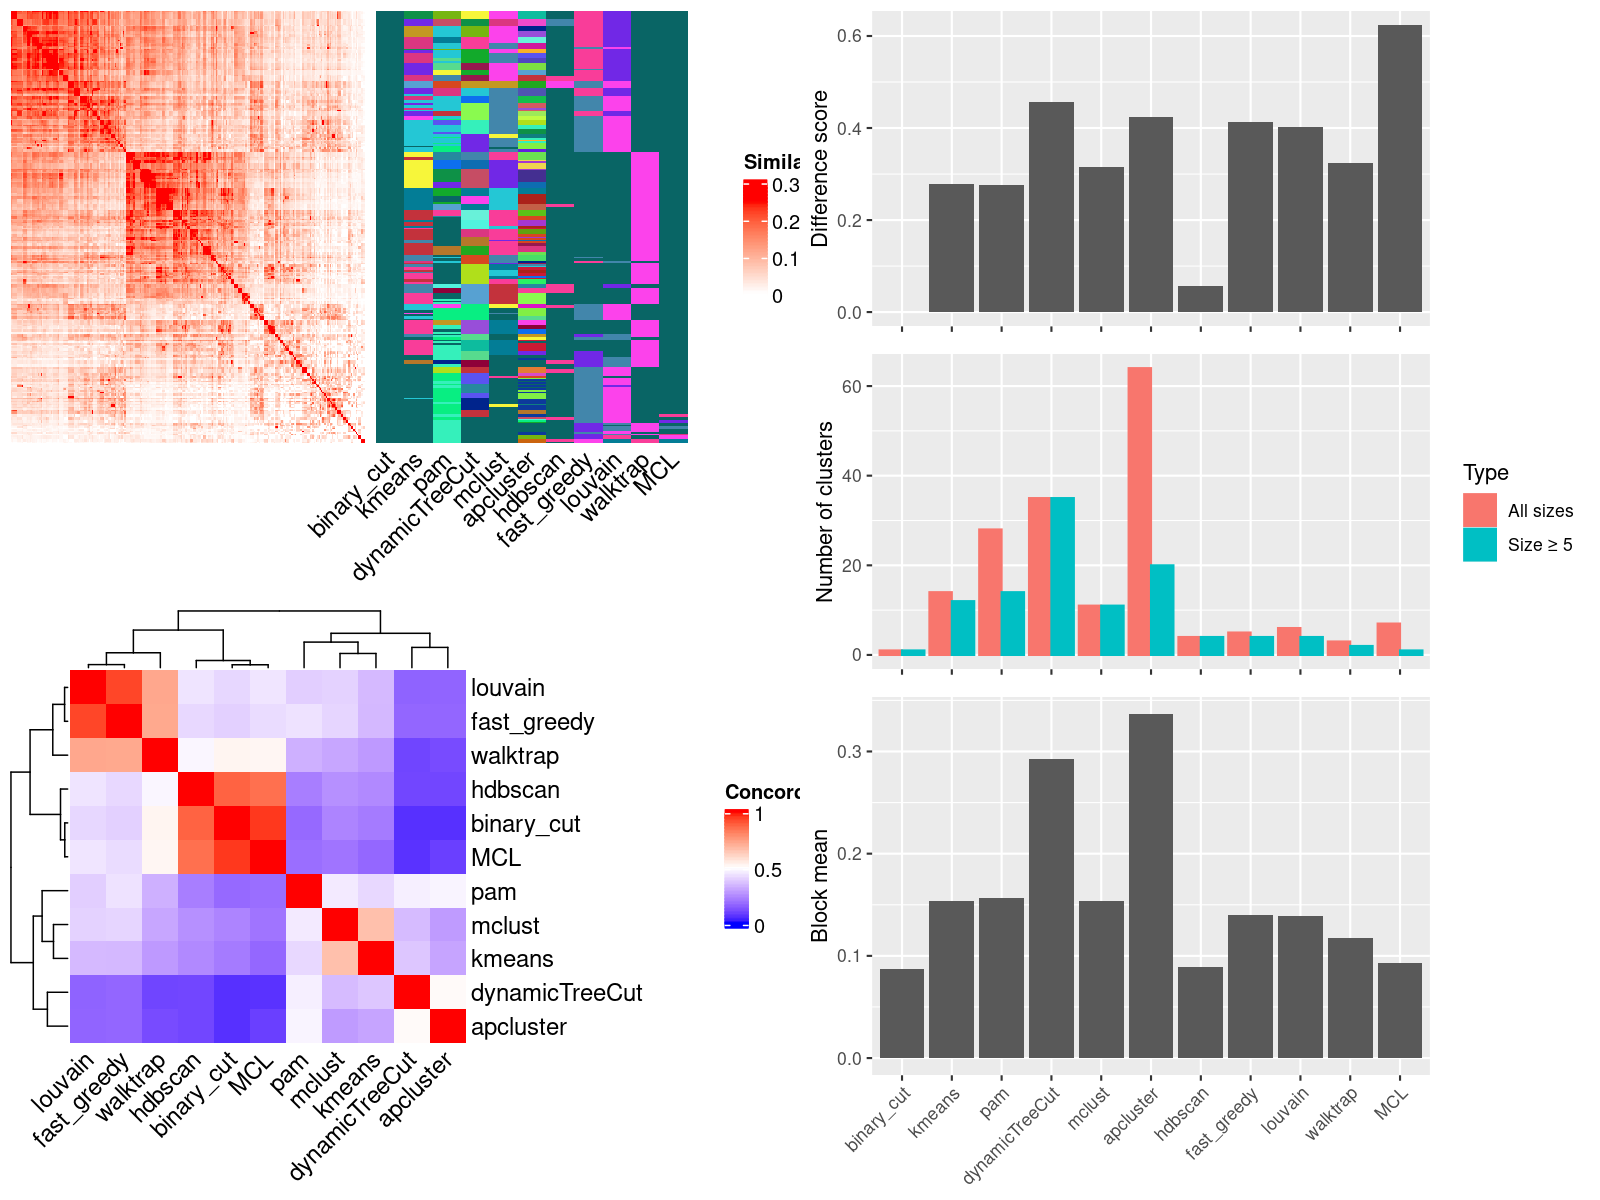 Simila
0.3
0.2
0.1
0
binary_cut
kmeans
pam
dynamicTreeCut
mclust
apcluster
hdbscan
fast_greedy
louvain
walktrap
MCL
louvain
fast_greedy
walktrap
hdbscan
binary_cut
MCL
pam
mclust
kmeans
dynamicTreeCut
apcluster
Concord
1
0.5
0
louvain
fast_greedy
walktrap
hdbscan
binary_cut
MCL
pam
mclust
kmeans
dynamicTreeCut
apcluster
Difference score
0.6
0.4
0.2
0.0
Number of clusters
60
40
20
0
Type
All sizes
Size ≥ 5
Block mean
0.3
0.2
0.1
0.0
binary_cut
kmeans
pam
dynamicTreeCut
mclust
apcluster
hdbscan
fast_greedy
louvain
walktrap
MCL